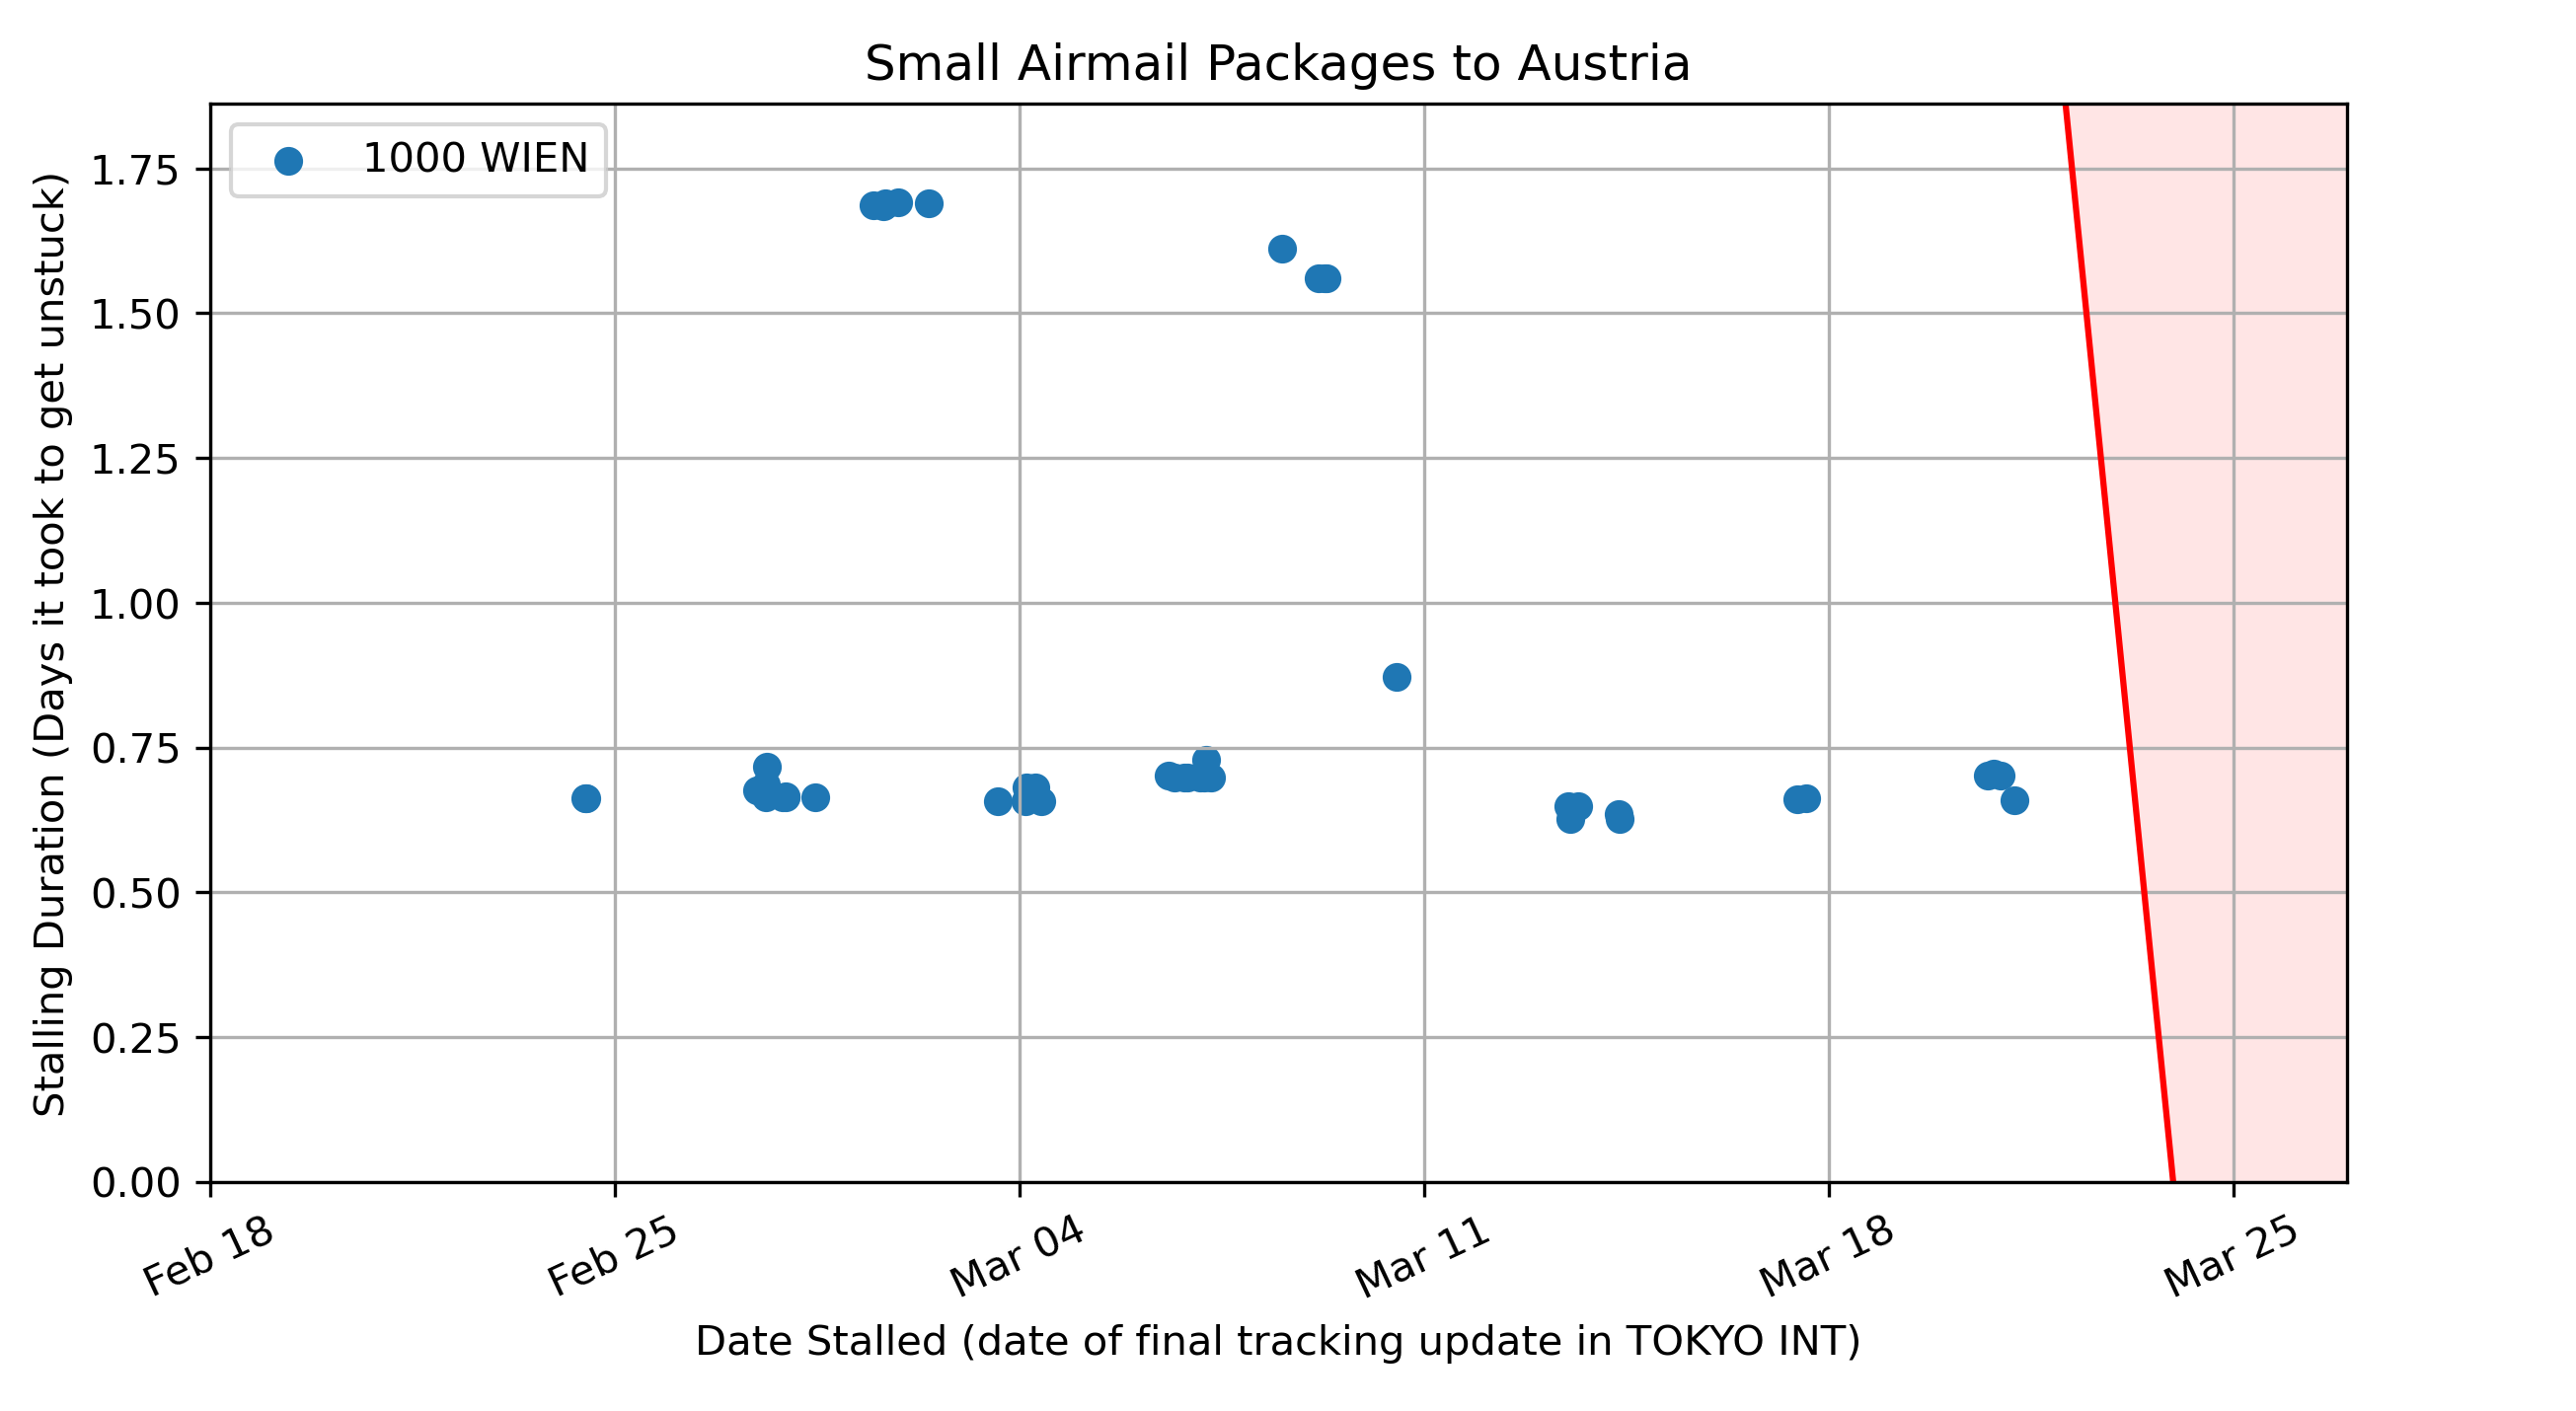 Small Airmail Packages to Austria
1000 WIEN
Stalling Duration (Days it took to get unstuck)
1.75
1.50
1.25
1.00
0.75
0.50
0.25
0.00
Feb 18
Feb 25
Mar 04
Mar 11
Mar 18
Mar 25
Date Stalled (date of final tracking update in TOKYO INT)